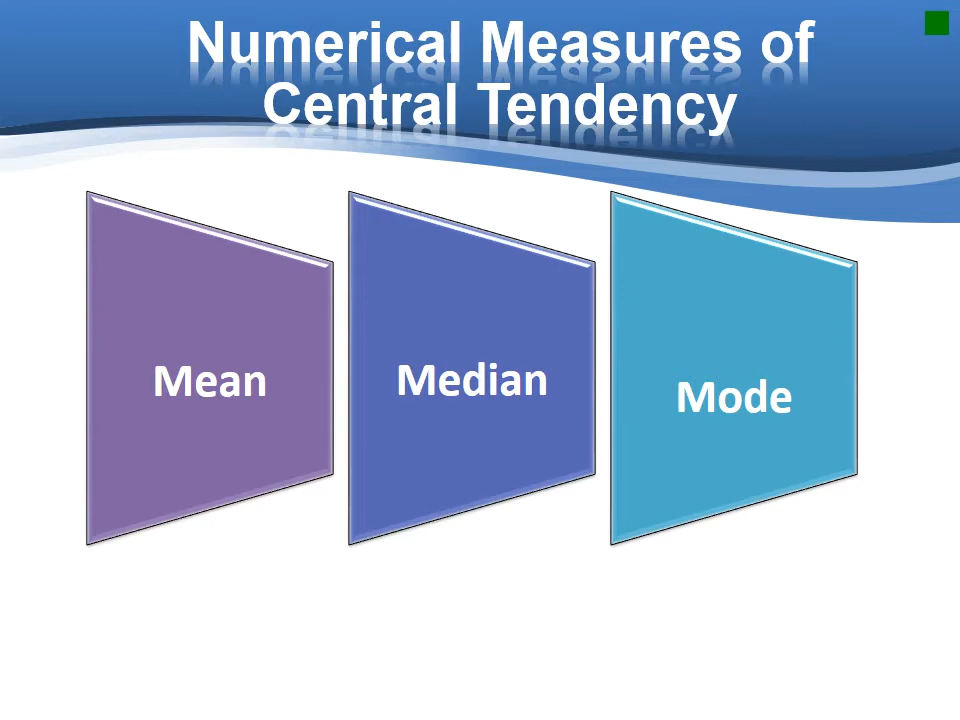 Numerical Measures of
Central Tendency
Mean
Median
Mode